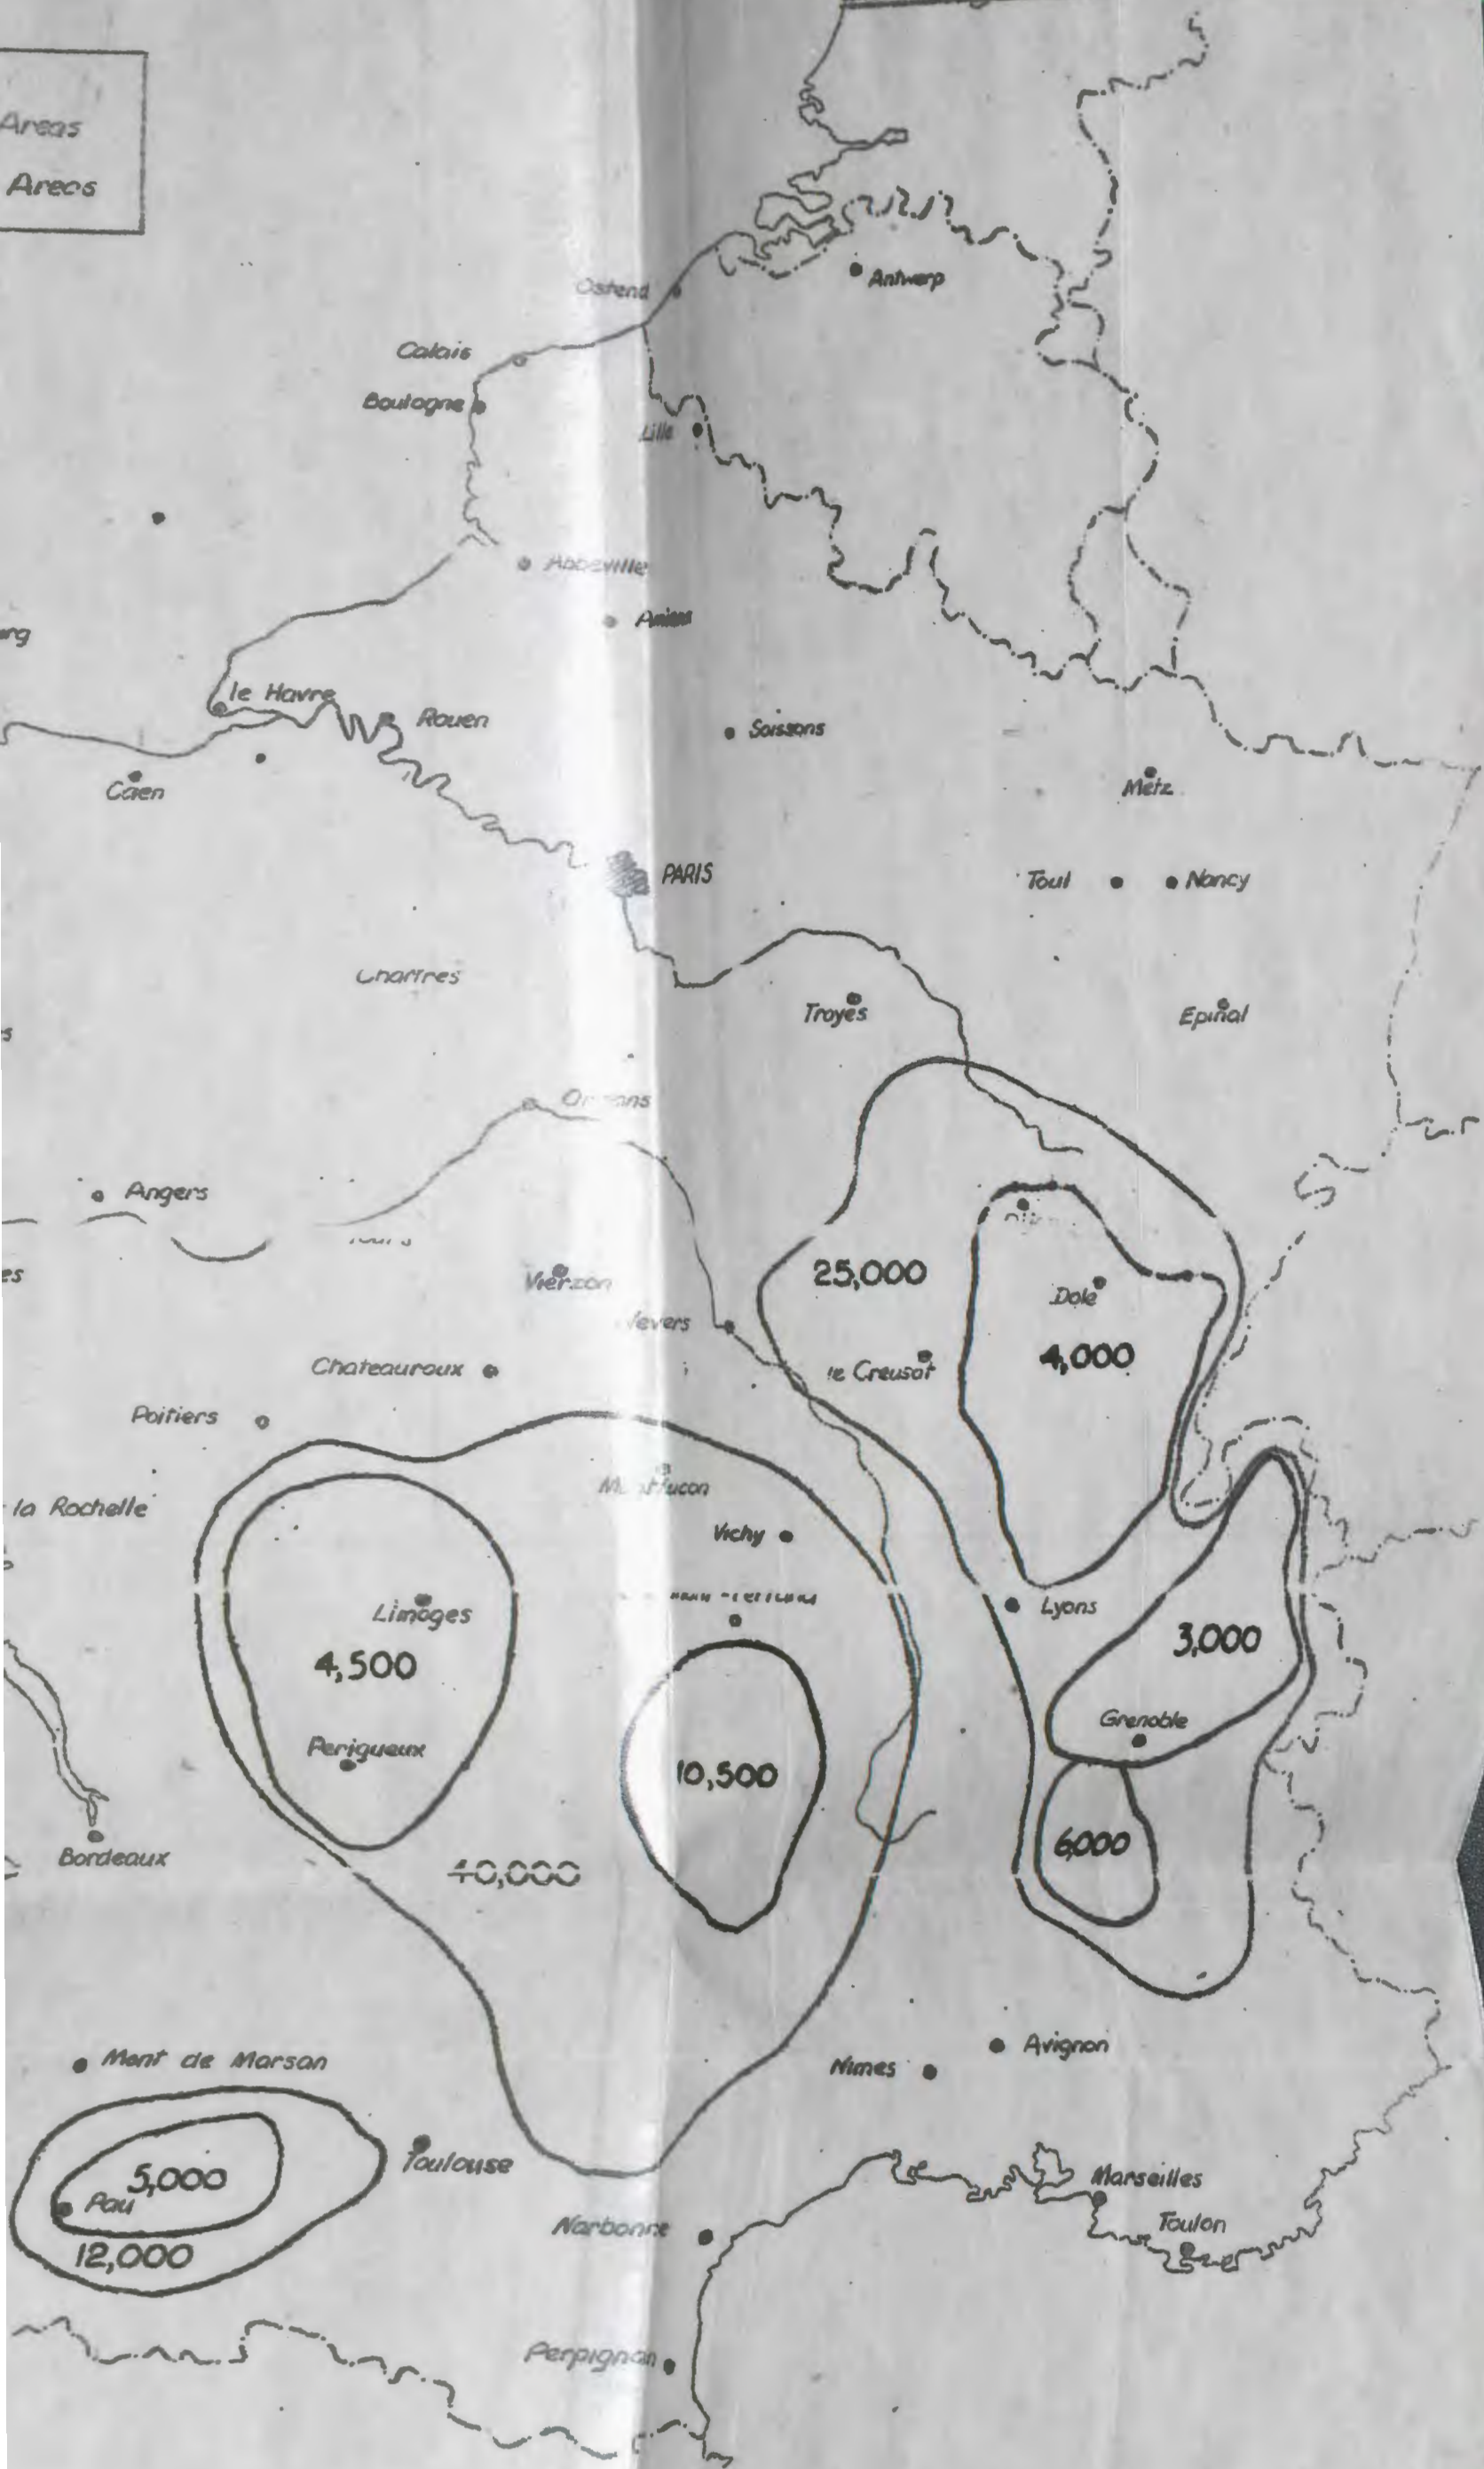 Areas
Areas
Ostend
Antwerp
Calais
Boulogne
Lille
Abbeville
Amiens
le Havre
Rouen
Soissons
Caen
Metz
PARIS
Toul
Nancy
Chartres
Troyes
Epinal
Angers
25,000
Vierzon
Dole
4,000
le Creusot
Chateauroux
Poitiers
la Rochelle
Vichy
Limoges
Lyons
4,500
3,000
Grenoble
Perigueux
10,500
6,000
Bordeaux
40,000
Mont de Marsan
Avignon
Nimes
Toulouse
5,000
Pau
Marseilles
Toulon
Narbonne
12,000
Perpignan